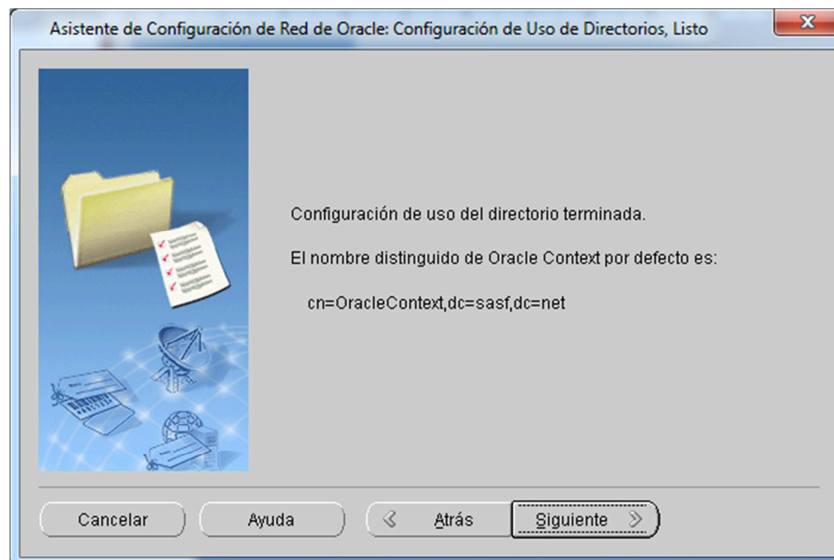 Asistente de Configuración de Red de Oracle: Configuración de Uso de Directorios, Listo
Configuración de uso del directorio terminada.
El nombre distinguido de Oracle Context por defecto es:
cn=OracleContext,dc=sasf,dc=net
Cancelar
Ayuda
Atrás
Siguiente